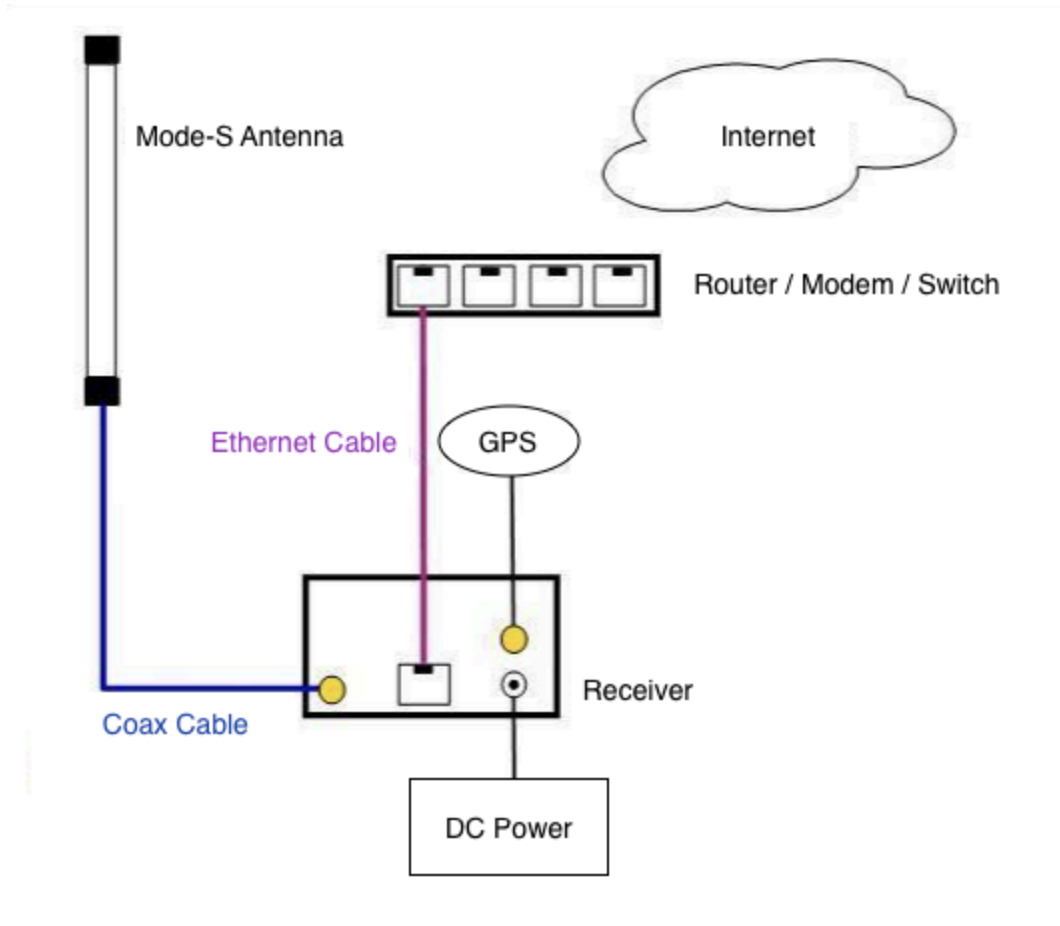 Mode-S Antenna
Internet
Router / Modem / Switch
Ethernet Cable
GPS
Receiver
Coax Cable
DC Power